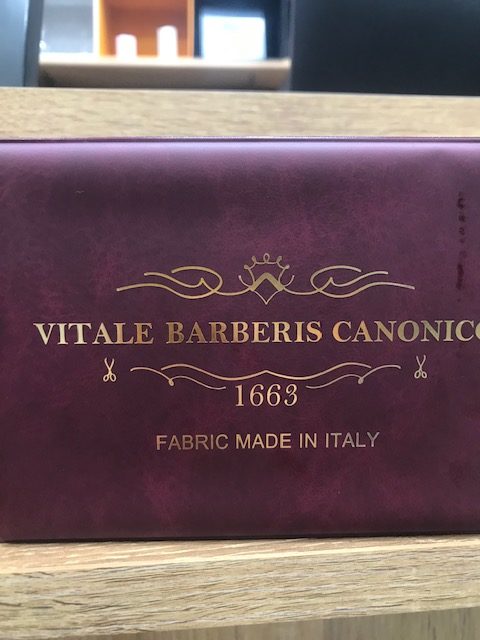 VITALE BARBERIS CANONICO
1663
FABRIC MADE IN ITALY